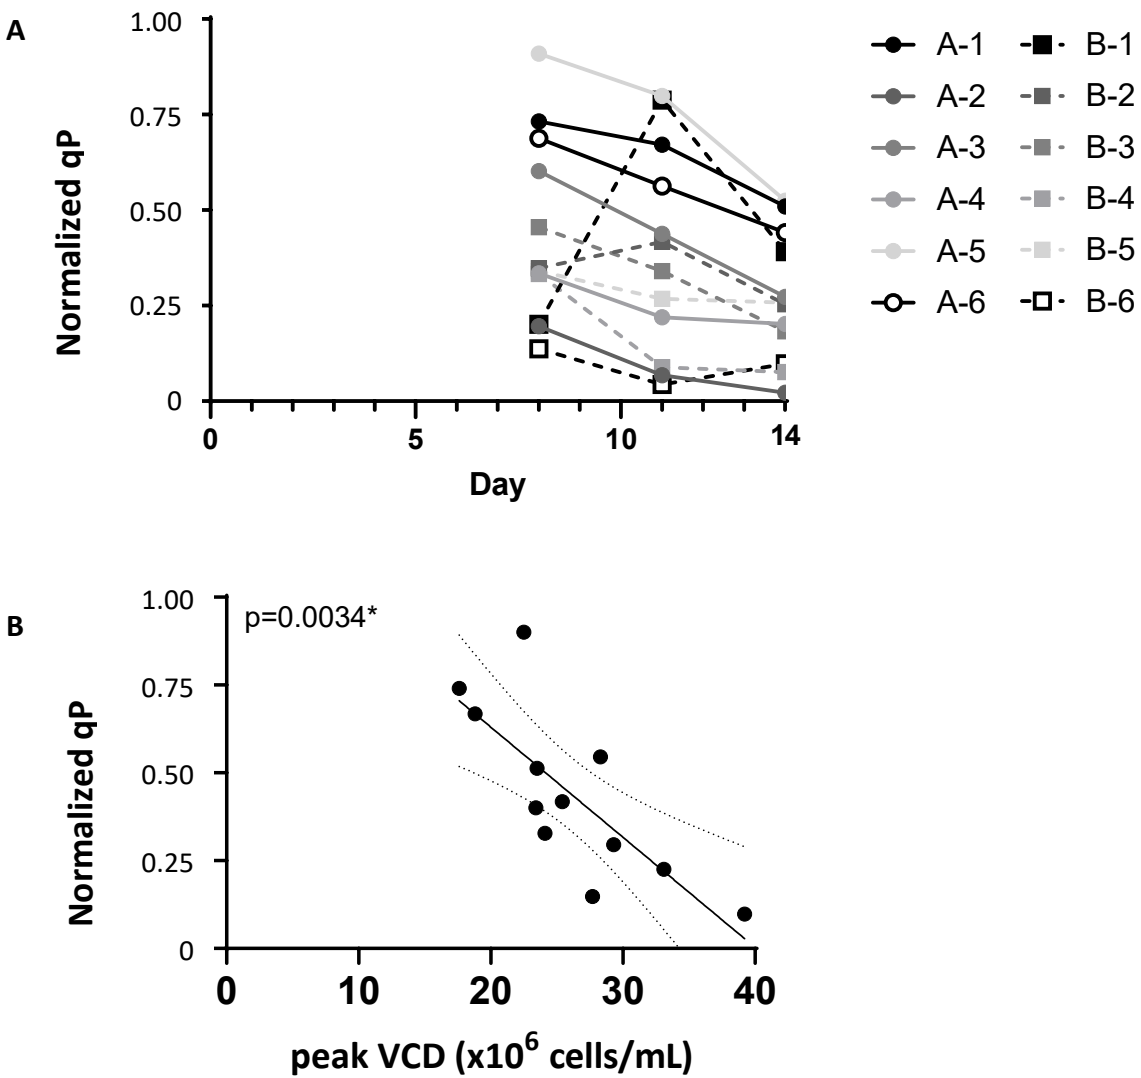 A
1.00
0.75
0.50
0.25
0
Normalized qP
0 5 10 14
Day
A-1 B-1
A-2 B-2
A-3 B-3
A-4 B-4
A-5 B-5
A-6 B-6
B
p=0.0034*
1.00
0.75
0.50
0.25
0
Normalized qP
0 10 20 30 40
peak VCD (x10⁶ cells/mL)